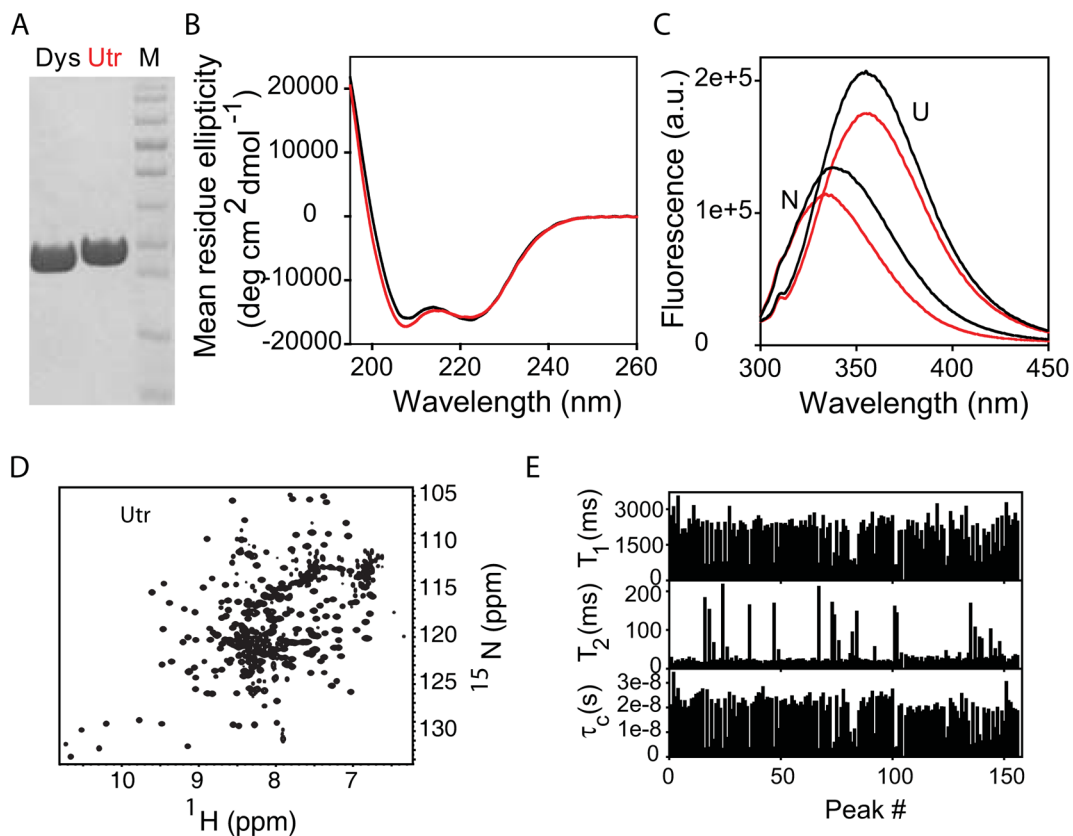 A
Dys Utr M
B
Mean residue ellipticity
(deg cm 2 dmol -1)
20000
10000
0
-10000
-20000
200 220 240 260
Wavelength (nm)
C
Fluorescence (a.u.)
2e+5
1e+5
0
N
U
300 350 400 450
Wavelength (nm)
D
Utr
105
110
115
120
125
130
15 N (ppm)
10 9 8 7
1 H (ppm)
E
T1 (ms)
3000
1500
0
T2 (ms)
200
100
0
τc (s)
3e-8
2e-8
1e-8
0
0 50 100 150
Peak #